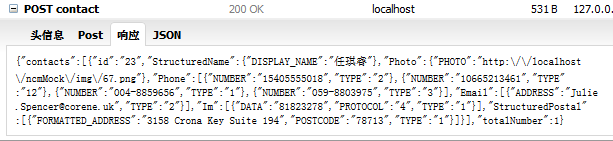 POST contact 200 OK localhost 531 B 127.0.0.
头信息 Post 响应 JSON
{"contacts":[{"id":"23","StructuredName":{"DISPLAY_NAME":"任琪睿"},"Photo":{"PHOTO":"http:\/\/localhost
\/ncmMock\/img\/67.png"},"Phone":[{"NUMBER":"15405555018","TYPE":"2"},{"NUMBER":"10665213461","TYPE"
:"12"},{"NUMBER":"004-8859656","TYPE":"1"},{"NUMBER":"059-8803975","TYPE":"3"}],"Email":[{"ADDRESS":"Julie
.Spencer@corene.uk","TYPE":"2"}],"Im":[{"DATA":"81823278","PROTOCOL":"4","TYPE":"1"}],"StructuredPostal"
:[{"FORMATTED_ADDRESS":"3158 Crona Key Suite 194","POSTCODE":"78713","TYPE":"1"}]}],"totalNumber":1}